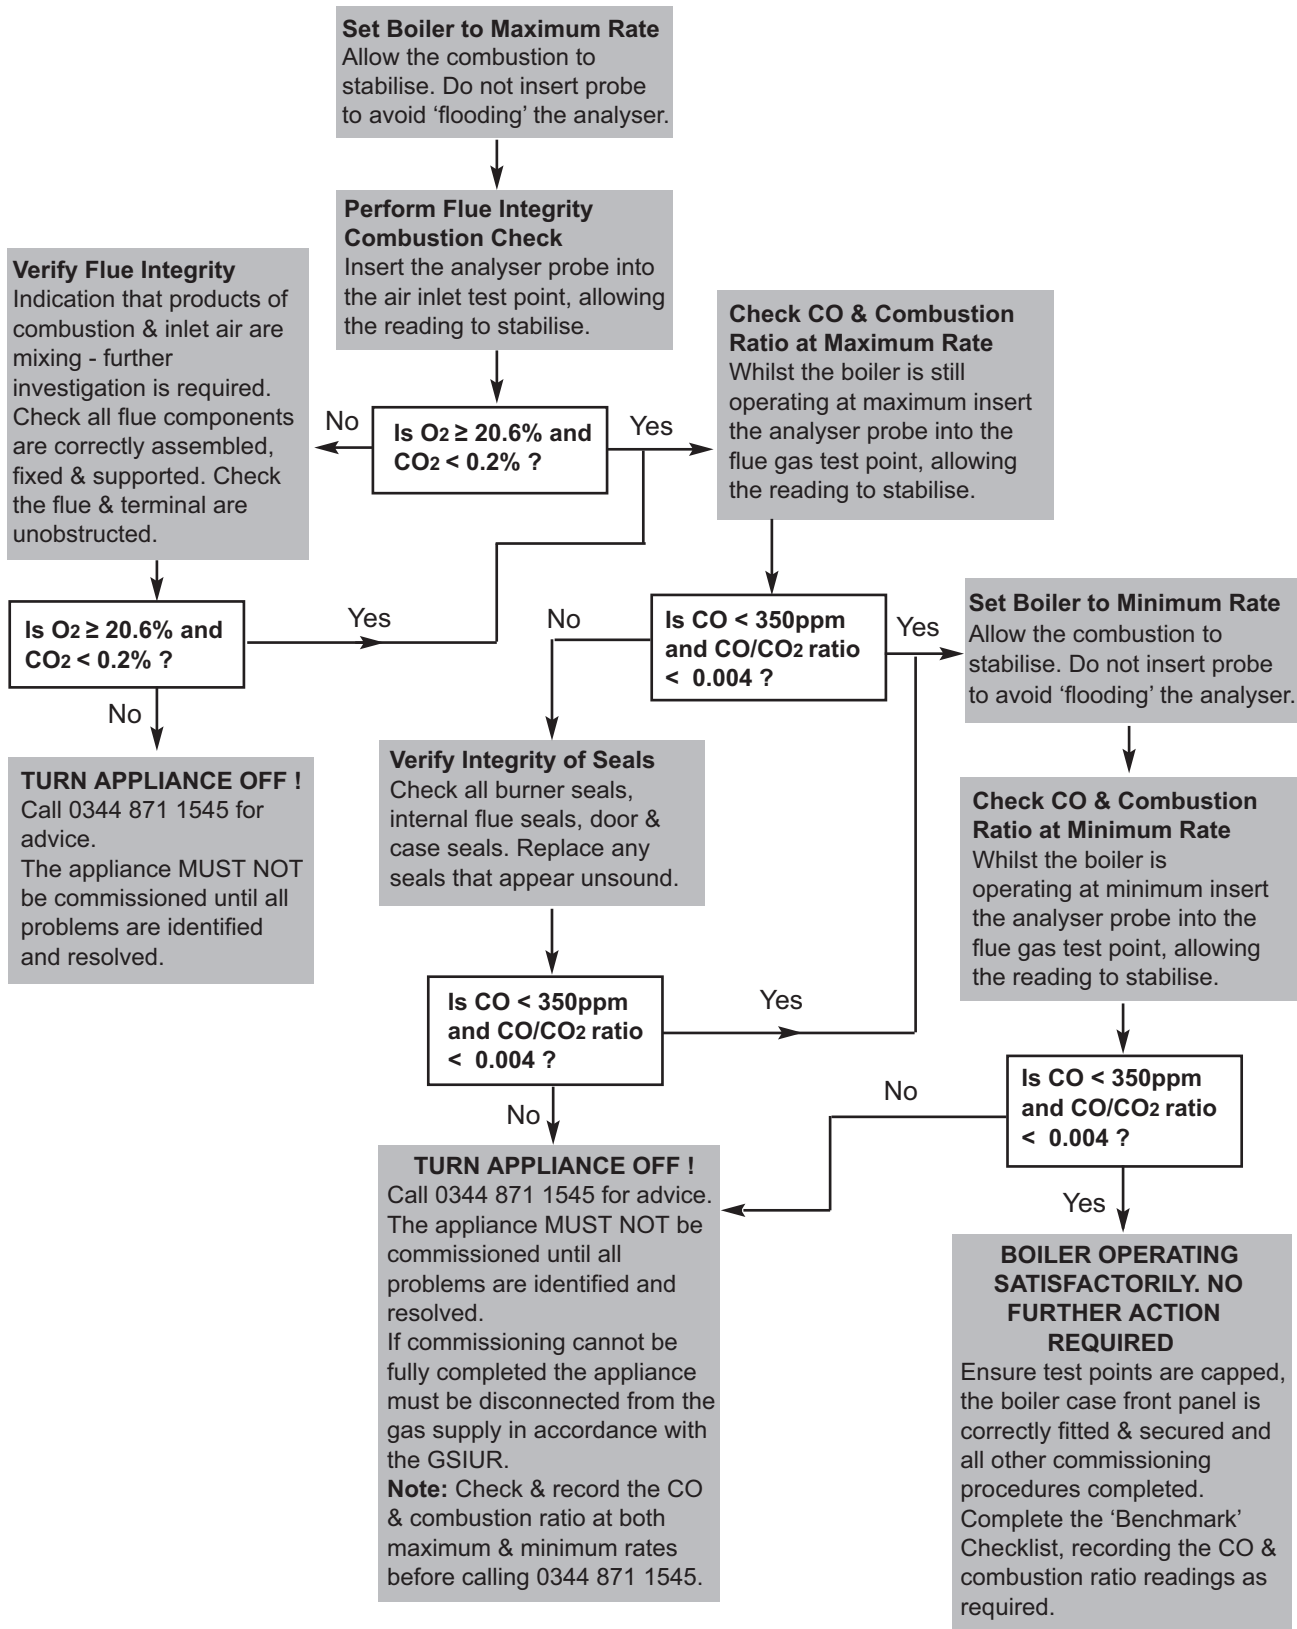 Set Boiler to Maximum Rate
Allow the combustion to
stabilise. Do not insert probe
to avoid ‘flooding’ the analyser.
Perform Flue Integrity
Combustion Check
Insert the analyser probe into
the air inlet test point, allowing
the reading to stabilise.
Verify Flue Integrity
Indication that products of
combustion & inlet air are
mixing - further
investigation is required.
Check all flue components
are correctly assembled,
fixed & supported. Check
the flue & terminal are
unobstructed.
No
Is O2 ≥ 20.6% and
CO2 < 0.2% ?
Yes
Check CO & Combustion
Ratio at Maximum Rate
Whilst the boiler is still
operating at maximum insert
the analyser probe into the
flue gas test point, allowing
the reading to stabilise.
Is O2 ≥ 20.6% and
CO2 < 0.2% ?
Yes
No
TURN APPLIANCE OFF !
Call 0344 871 1545 for
advice.
The appliance MUST NOT
be commissioned until all
problems are identified
and resolved.
No
Is CO < 350ppm
and CO/CO2 ratio
< 0.004 ?
Yes
Set Boiler to Minimum Rate
Allow the combustion to
stabilise. Do not insert probe
to avoid ‘flooding’ the analyser.
Verify Integrity of Seals
Check all burner seals,
internal flue seals, door &
case seals. Replace any
seals that appear unsound.
Check CO & Combustion
Ratio at Minimum Rate
Whilst the boiler is
operating at minimum insert
the analyser probe into the
flue gas test point, allowing
the reading to stabilise.
Is CO < 350ppm
and CO/CO2 ratio
< 0.004 ?
Yes
No
Is CO < 350ppm
and CO/CO2 ratio
< 0.004 ?
No
Yes
TURN APPLIANCE OFF !
Call 0344 871 1545 for advice.
The appliance MUST NOT be
commissioned until all
problems are identified and
resolved.
If commissioning cannot be
fully completed the appliance
must be disconnected from the
gas supply in accordance with
the GSIUR.
Note: Check & record the CO
& combustion ratio at both
maximum & minimum rates
before calling 0344 871 1545.
BOILER OPERATING
SATISFACTORILY. NO
FURTHER ACTION
REQUIRED
Ensure test points are capped,
the boiler case front panel is
correctly fitted & secured and
all other commissioning
procedures completed.
Complete the ‘Benchmark’
Checklist, recording the CO &
combustion ratio readings as
required.